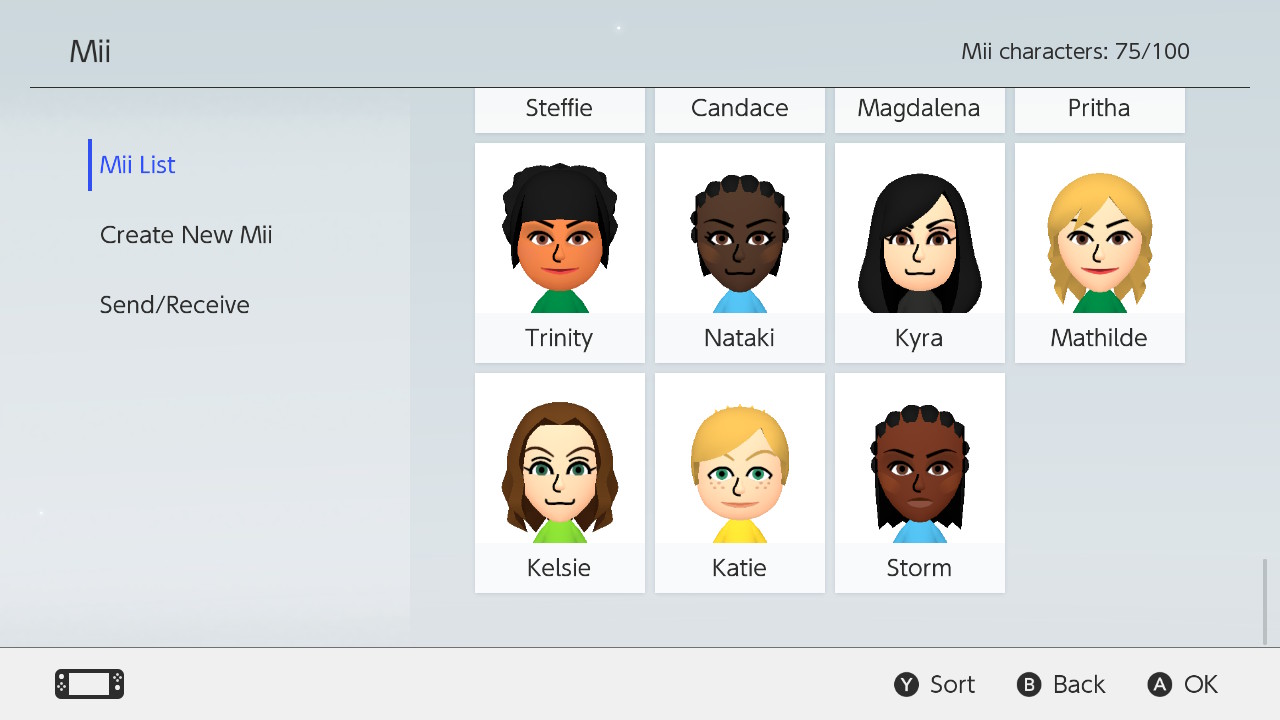 Mii
Mii characters: 75/100
Mii List
Create New Mii
Send/Receive
Steffie
Candace
Magdalena
Pritha
Trinity
Nataki
Kyra
Mathilde
Kelsie
Katie
Storm
Y Sort
B Back
A OK